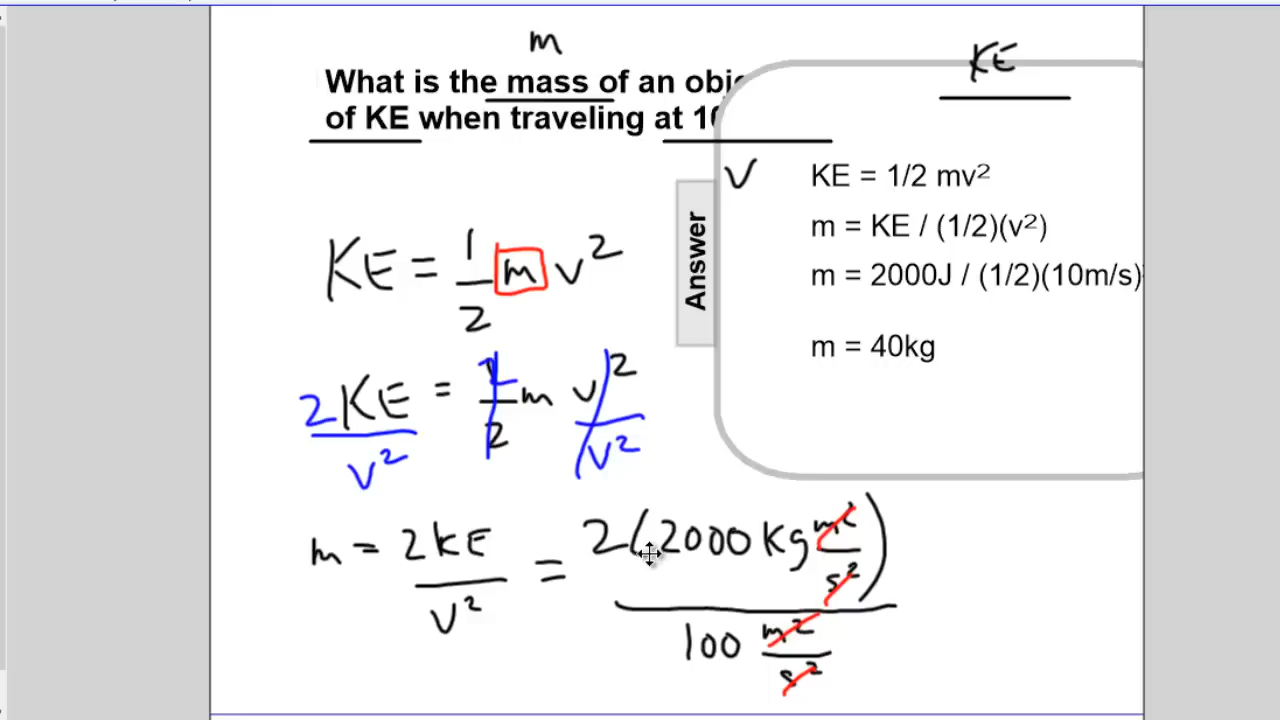 m
KE
What is the mass of an obj
of KE when traveling at 10
v
KE = 1/2 mv²
m = KE / (1/2)(v²)
m = 2000J / (1/2)(10m/s)
m = 40kg
Answer
KE = 1/2 m v²
2KE/v² = 1/2 m v²/v²
m = 2KE/v² = 2(2000 kg m²/s²)/100 m²/s²